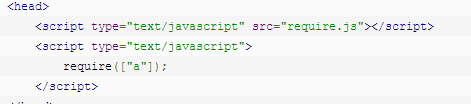 <head>
<script type="text/javascript" src="require.js"></script>
<script type="text/javascript">
require(["a"]);
</script>